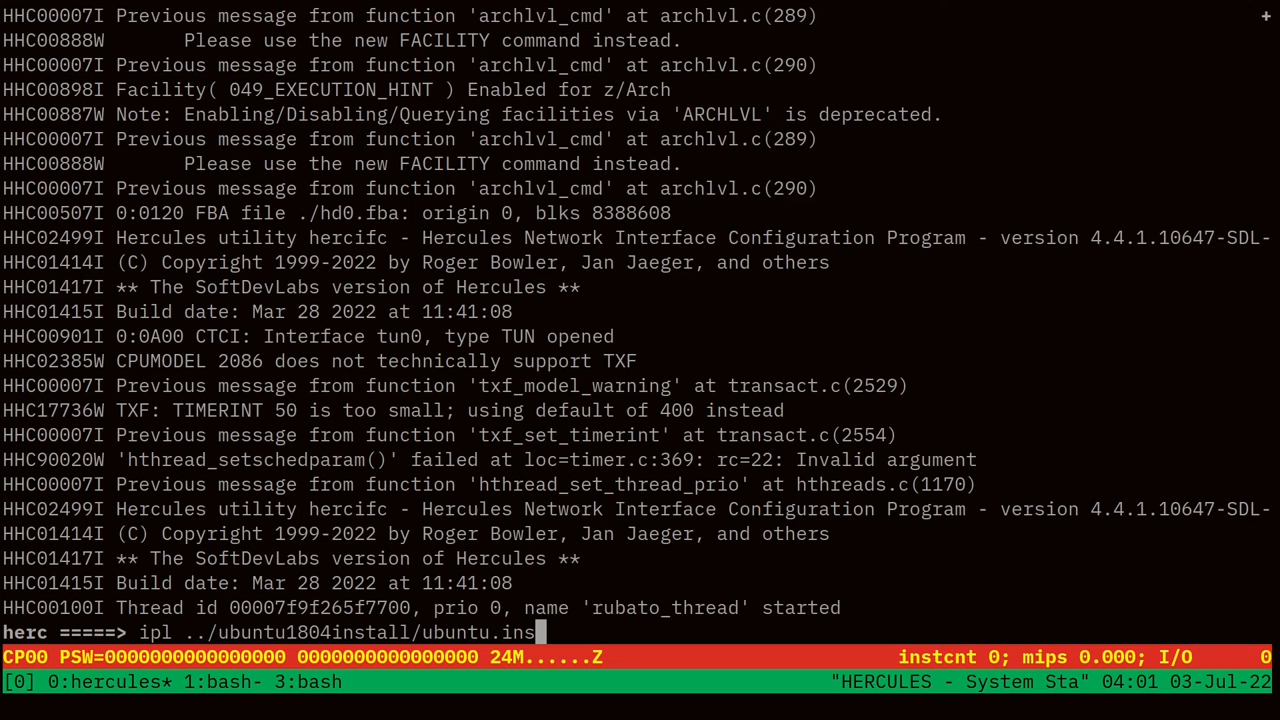 HHC00007I Previous message from function 'archlvl_cmd' at archlvl.c(289) +
HHC00888W       Please use the new FACILITY command instead.
HHC00007I Previous message from function 'archlvl_cmd' at archlvl.c(290)
HHC00898I Facility( 049_EXECUTION_HINT ) Enabled for z/Arch
HHC00887W Note: Enabling/Disabling/Querying facilities via 'ARCHLVL' is deprecated.
HHC00007I Previous message from function 'archlvl_cmd' at archlvl.c(289)
HHC00888W       Please use the new FACILITY command instead.
HHC00007I Previous message from function 'archlvl_cmd' at archlvl.c(290)
HHC00507I 0:0120 FBA file ./hd0.fba: origin 0, blks 8388608
HHC02499I Hercules utility hercifc - Hercules Network Interface Configuration Program - version 4.4.1.10647-SDL-
HHC01414I (C) Copyright 1999-2022 by Roger Bowler, Jan Jaeger, and others
HHC01417I ** The SoftDevLabs version of Hercules **
HHC01415I Build date: Mar 28 2022 at 11:41:08
HHC00901I 0:0A00 CTCI: Interface tun0, type TUN opened
HHC02385W CPUMODEL 2086 does not technically support TXF
HHC00007I Previous message from function 'txf_model_warning' at transact.c(2529)
HHC17736W TXF: TIMERINT 50 is too small; using default of 400 instead
HHC00007I Previous message from function 'txf_set_timerint' at transact.c(2554)
HHC90020W 'hthread_setschedparam()' failed at loc=timer.c:369: rc=22: Invalid argument
HHC00007I Previous message from function 'hthread_set_thread_prio' at hthreads.c(1170)
HHC02499I Hercules utility hercifc - Hercules Network Interface Configuration Program - version 4.4.1.10647-SDL-
HHC01414I (C) Copyright 1999-2022 by Roger Bowler, Jan Jaeger, and others
HHC01417I ** The SoftDevLabs version of Hercules **
HHC01415I Build date: Mar 28 2022 at 11:41:08
HHC00100I Thread id 00007f9f265f7700, prio 0, name 'rubato_thread' started
herc =====> ipl ../ubuntu1804install/ubuntu.ins
CP00 PSW=0000000000000000 0000000000000000 24M......Z instcnt 0; mips 0.000; I/O 0
[0] 0:hercules* 1:bash- 3:bash "HERCULES - System Sta" 04:01 03-Jul-22